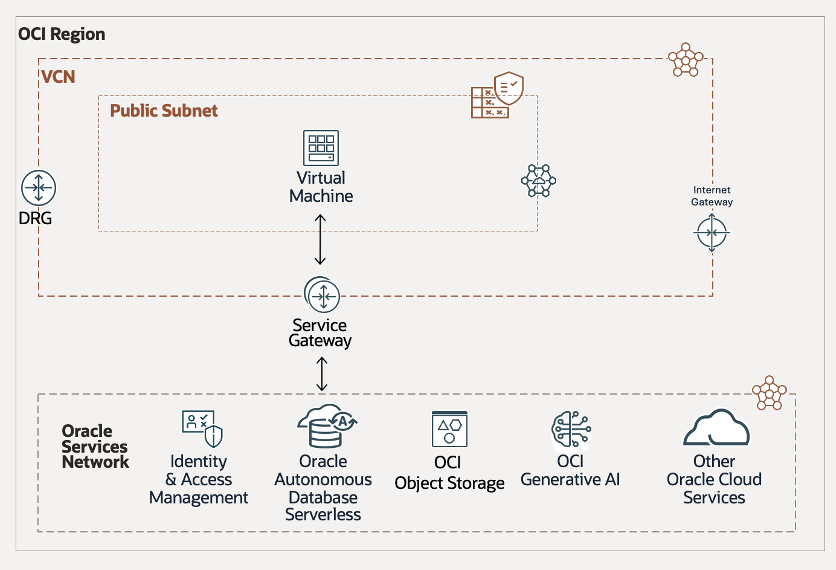 OCI Region
VCN
Public Subnet
Virtual
Machine
DRG
Internet
Gateway
Service
Gateway
Oracle
Services
Network
Identity
& Access
Management
Oracle
Autonomous
Database
Serverless
OCI
Object Storage
OCI
Generative AI
Other
Oracle Cloud
Services
A